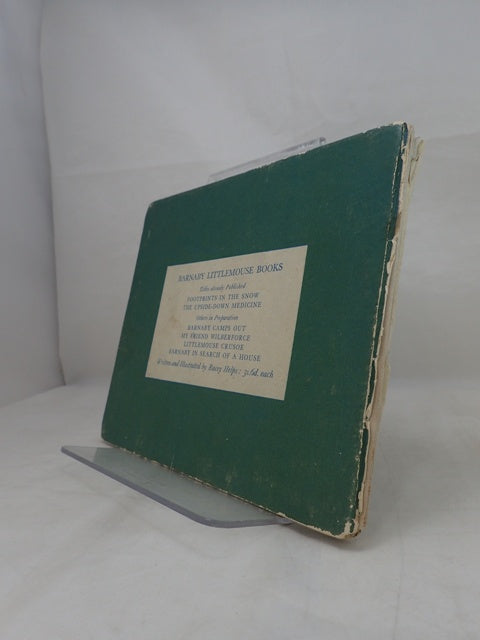 BARNABY LITTLEMOUSE BOOKS
Titles already Published
FOOTPRINTS IN THE SNOW
THE UPSIDE-DOWN MEDICINE
Others in Preparation
BARNABY CAMPS OUT
MY FRIEND WILBERFORCE
LITTLEMOUSE CRUSOE
BARNABY IN SEARCH OF A HOUSE
Written and Illustrated by Racey Helps: 3s.6d. each